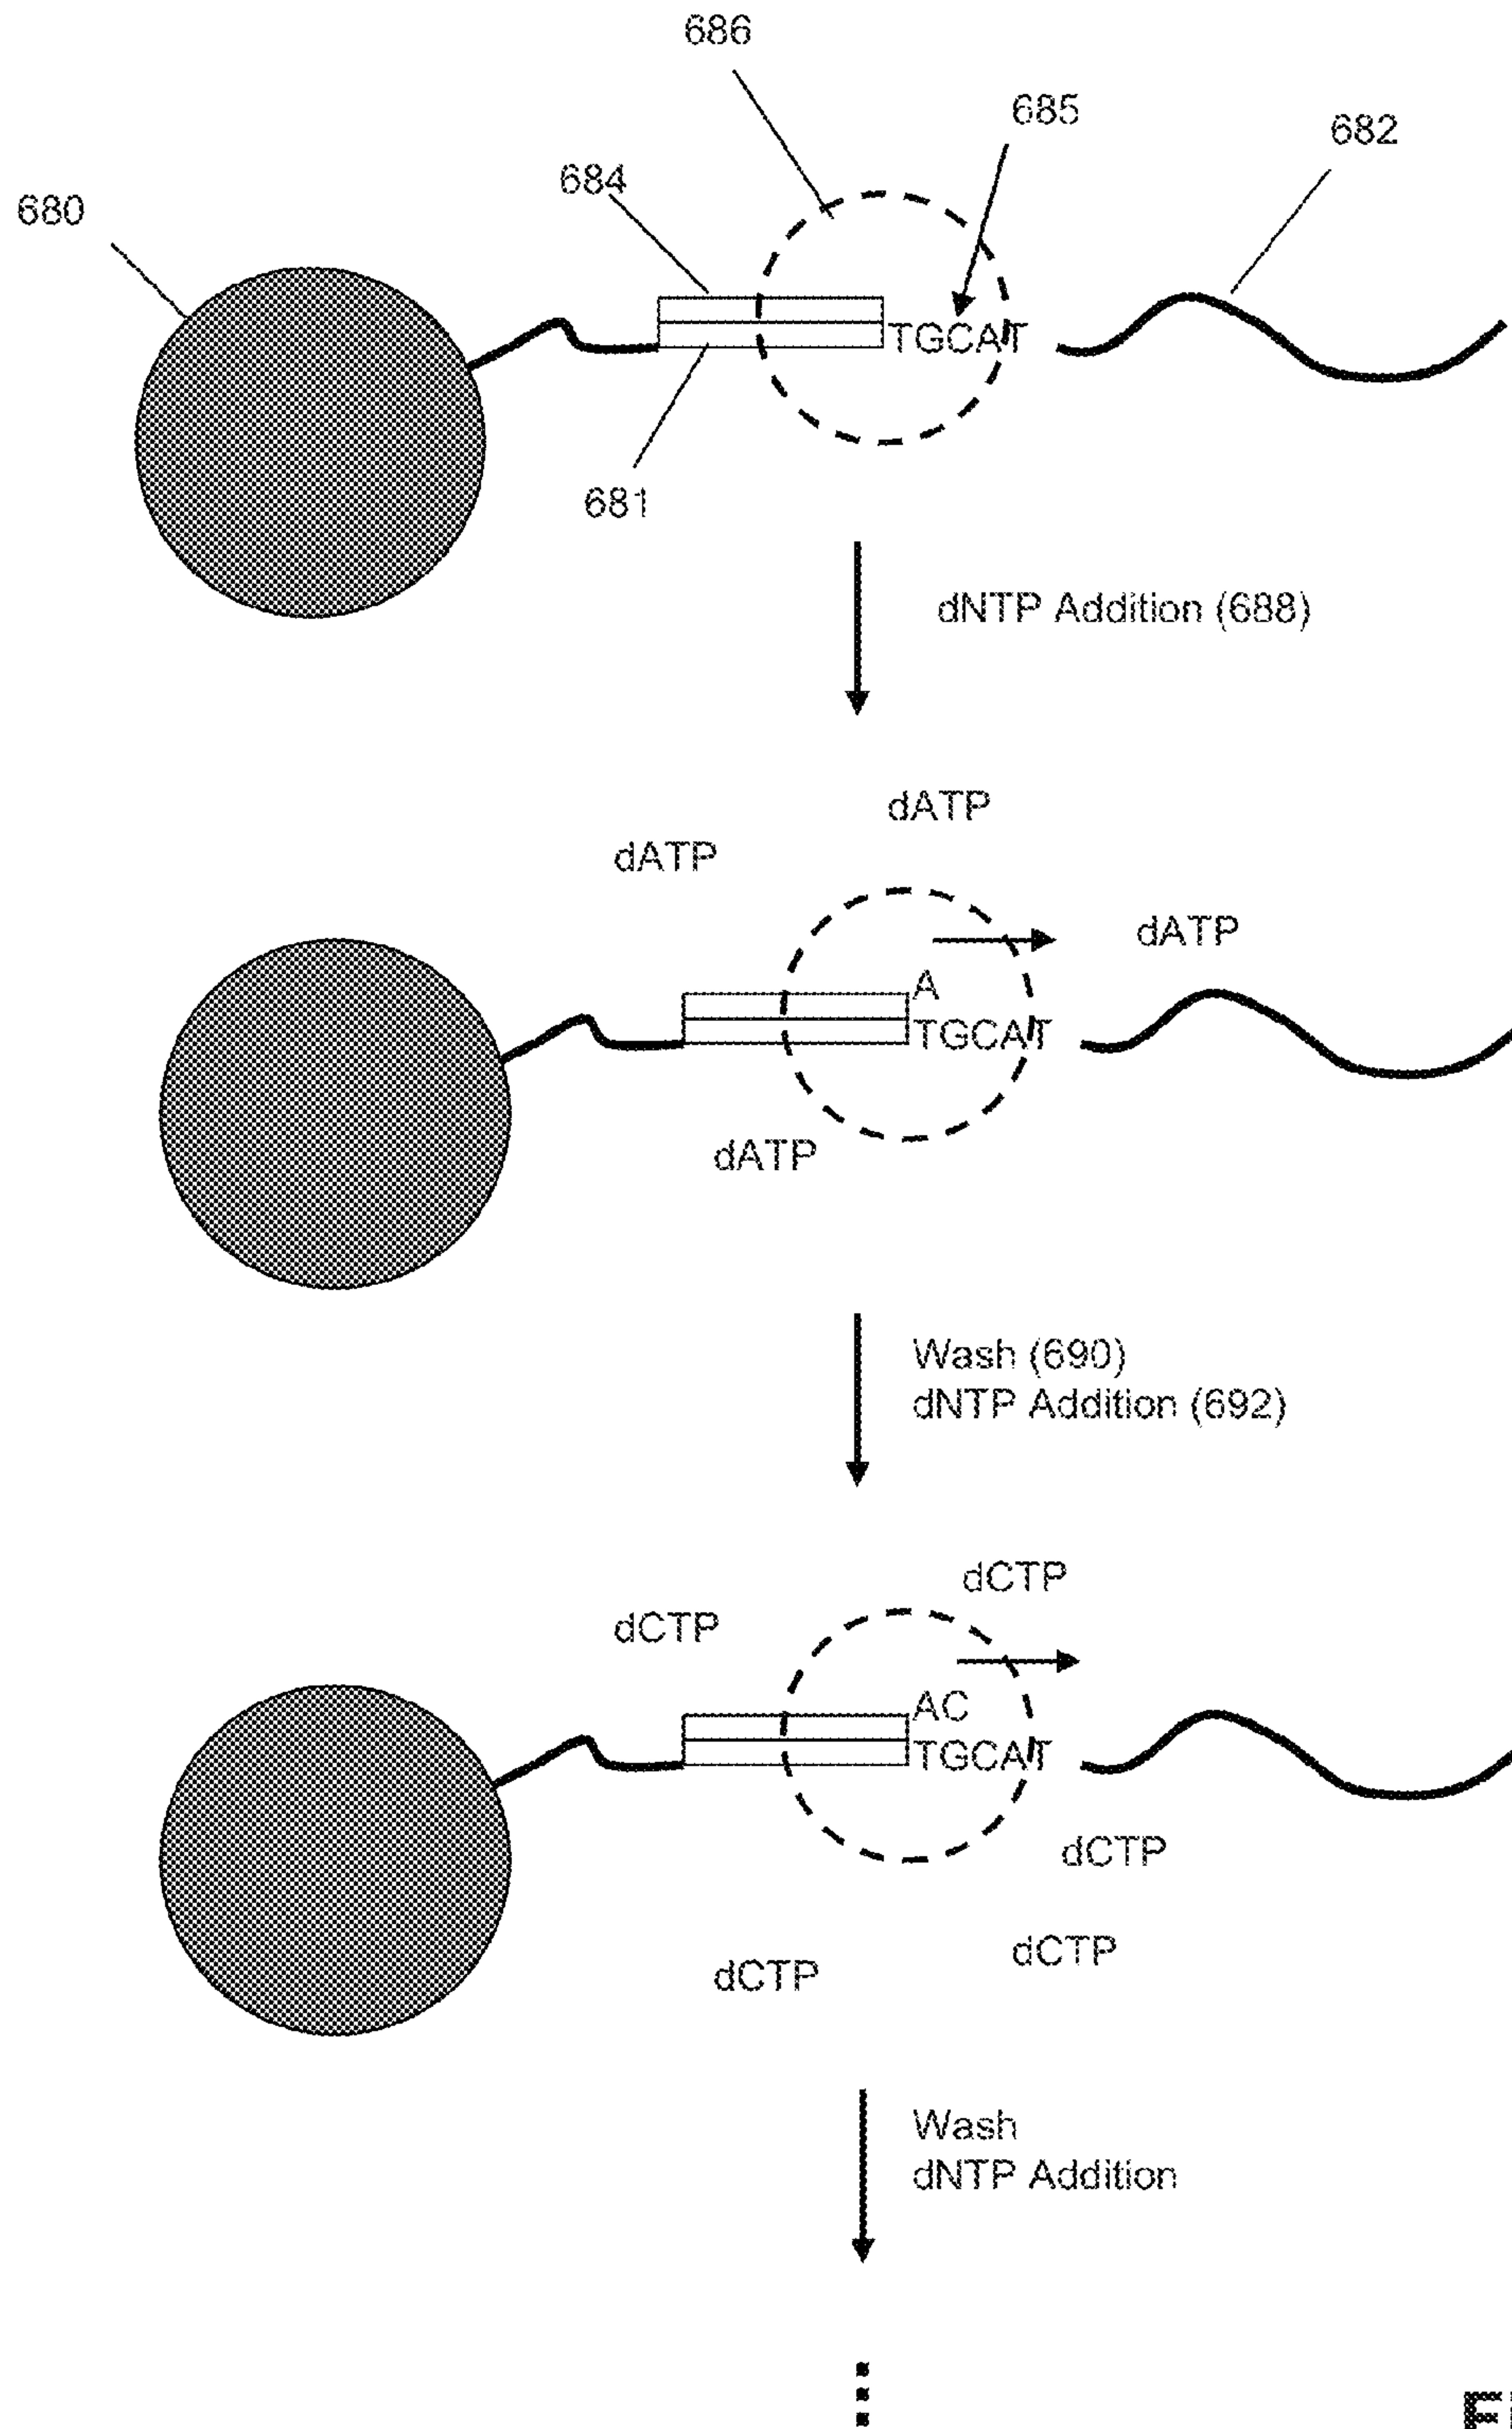 686
685
682
684
680
TGCAT
681
dNTP Addition (688)
dATP
dATP
dATP
A
TGCAT
dATP
Wash (690)
dNTP Addition (692)
dCTP
dCTP
AC
TGCAT
dCTP
dCTP
dCTP
Wash
dNTP Addition